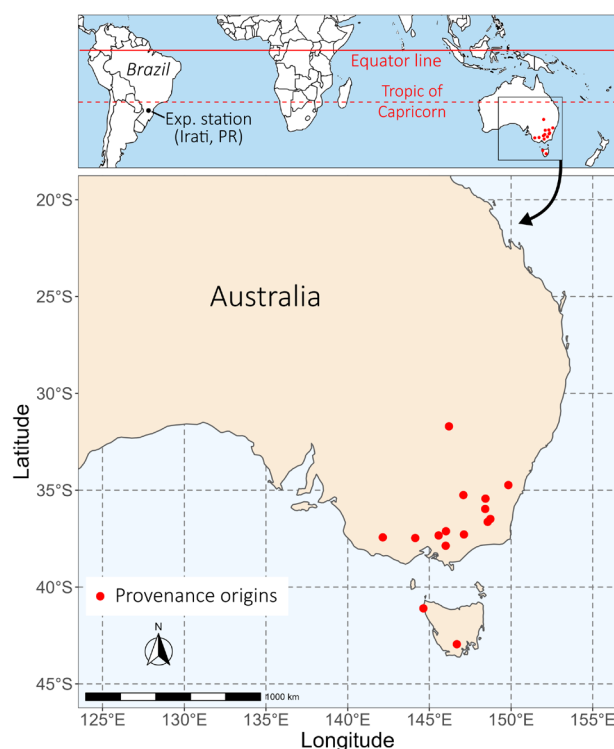 Brazil
Equator line
Exp. station
(Irati, PR)
Tropic of
Capricorn
20°S
25°S
30°S
35°S
40°S
45°S
Latitude
Australia
Provenance origins
N
1000 km
125°E
130°E
135°E
140°E
145°E
150°E
155°E
Longitude